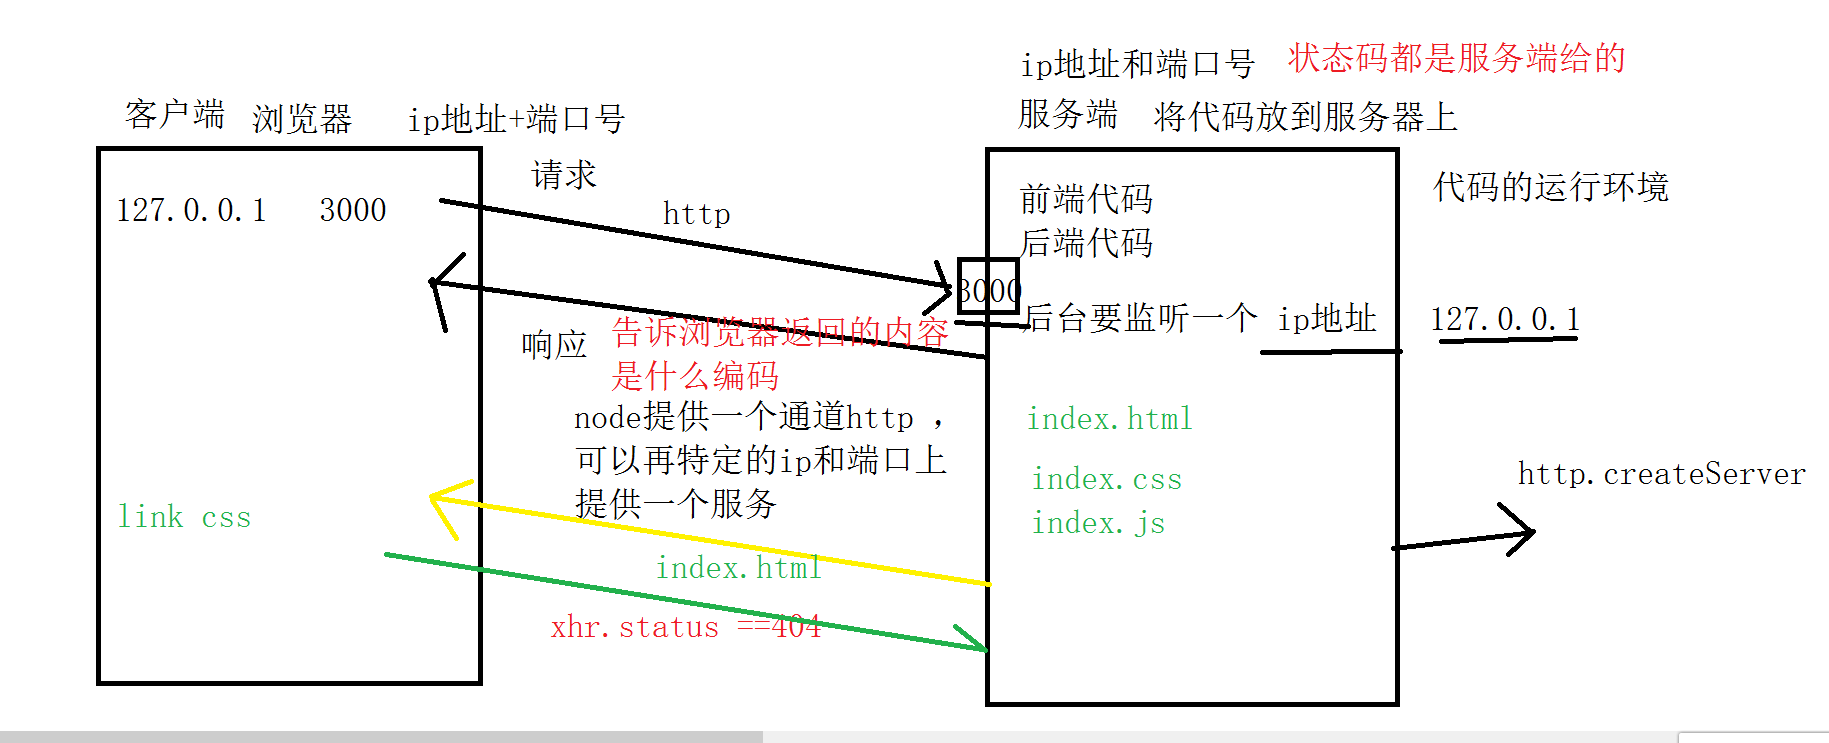 ip地址和端口号 状态码都是服务端给的
客户端 浏览器 ip地址+端口号
服务端 将代码放到服务器上
请求
127.0.0.1 3000
http
前端代码
后端代码
代码的运行环境
3000
后台要监听一个 ip地址 127.0.0.1
响应
告诉浏览器返回的内容
是什么编码
node提供一个通道http ，
可以再特定的ip和端口上
提供一个服务
index.html
index.css
index.js
http.createServer
link css
index.html
xhr.status ==404